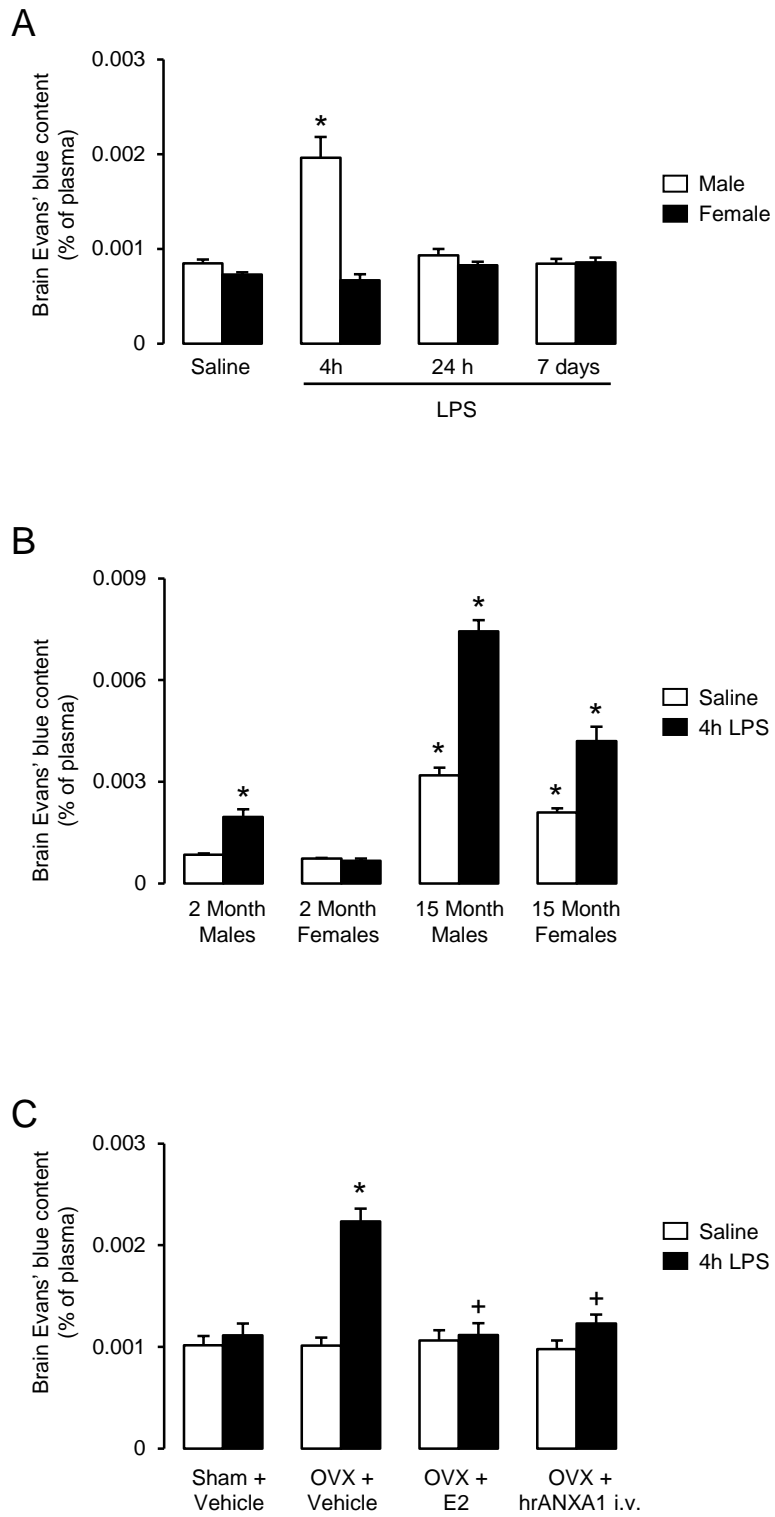 A
Brain Evans’ blue content
(% of plasma)
0.003
0.002
0.001
0
*
Male
Female
Saline
4h
24 h
7 days
LPS
B
Brain Evans’ blue content
(% of plasma)
0.009
0.006
0.003
0
*
*
*
*
*
Saline
4h LPS
2 Month
Males
2 Month
Females
15 Month
Males
15 Month
Females
C
Brain Evans’ blue content
(% of plasma)
0.003
0.002
0.001
0
*
+
+
Saline
4h LPS
Sham +
Vehicle
OVX +
Vehicle
OVX +
E2
OVX +
hrANXA1 i.v.